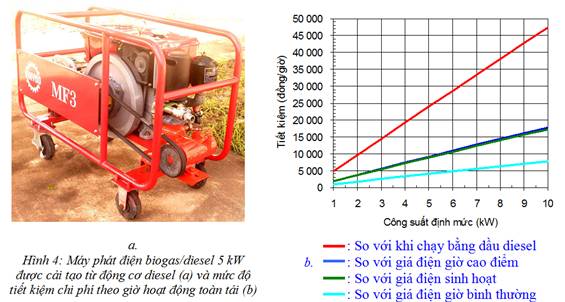 MF3
a.
Hình 4: Máy phát điện biogas/diesel 5 kW
được cải tạo từ động cơ diesel (a) và mức độ
tiết kiệm chi phí theo giờ hoạt động toàn tải (b)
Tiết kiệm (đồng/giờ)
50 000
45 000
40 000
35 000
30 000
25 000
20 000
15 000
10 000
5 000
0
1 2 3 4 5 6 7 8 9 10
Công suất định mức (kW)
: So với khi chạy bằng dầu diesel
b.
: So với giá điện giờ cao điểm
: So với giá điện sinh hoạt
: So với giá điện giờ bình thường